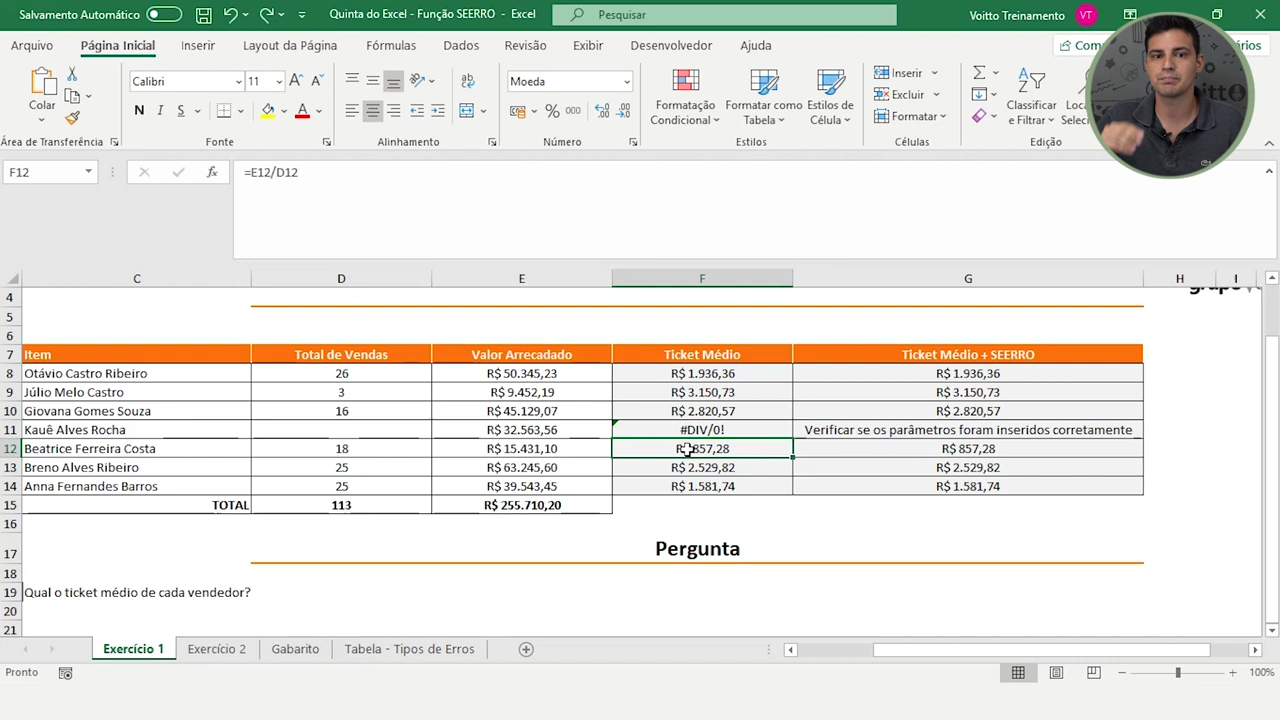 Salvamento Automático
Quinta do Excel - Função SEERRO - Excel
Pesquisar
Voitto Treinamento
VT
Arquivo
Página Inicial
Inserir
Layout da Página
Fórmulas
Dados
Revisão
Exibir
Desenvolvedor
Ajuda
Colar
Calibri
11
N I S
Moeda
% 000
Formatação Condicional
Formatar como Tabela
Estilos de Célula
Inserir
Excluir
Formatar
Classificar e Filtrar
Área de Transferência
Fonte
Alinhamento
Número
Estilos
Células
Edição
F12
fx
=E12/D12
C D E F G H I
4
5
6
7 Item Total de Vendas Valor Arrecadado Ticket Médio Ticket Médio + SEERRO
8 Otávio Castro Ribeiro 26 R$ 50.345,23 R$ 1.936,36 R$ 1.936,36
9 Júlio Melo Castro 3 R$ 9.452,19 R$ 3.150,73 R$ 3.150,73
10 Giovana Gomes Souza 16 R$ 45.129,07 R$ 2.820,57 R$ 2.820,57
11 Kauê Alves Rocha R$ 32.563,56 #DIV/0! Verificar se os parâmetros foram inseridos corretamente
12 Beatrice Ferreira Costa 18 R$ 15.431,10 R$ 857,28 R$ 857,28
13 Breno Alves Ribeiro 25 R$ 63.245,60 R$ 2.529,82 R$ 2.529,82
14 Anna Fernandes Barros 25 R$ 39.543,45 R$ 1.581,74 R$ 1.581,74
15 TOTAL 113 R$ 255.710,20
16
17 Pergunta
18
19 Qual o ticket médio de cada vendedor?
20
21
Exercício 1
Exercício 2
Gabarito
Tabela - Tipos de Erros
Pronto
100%